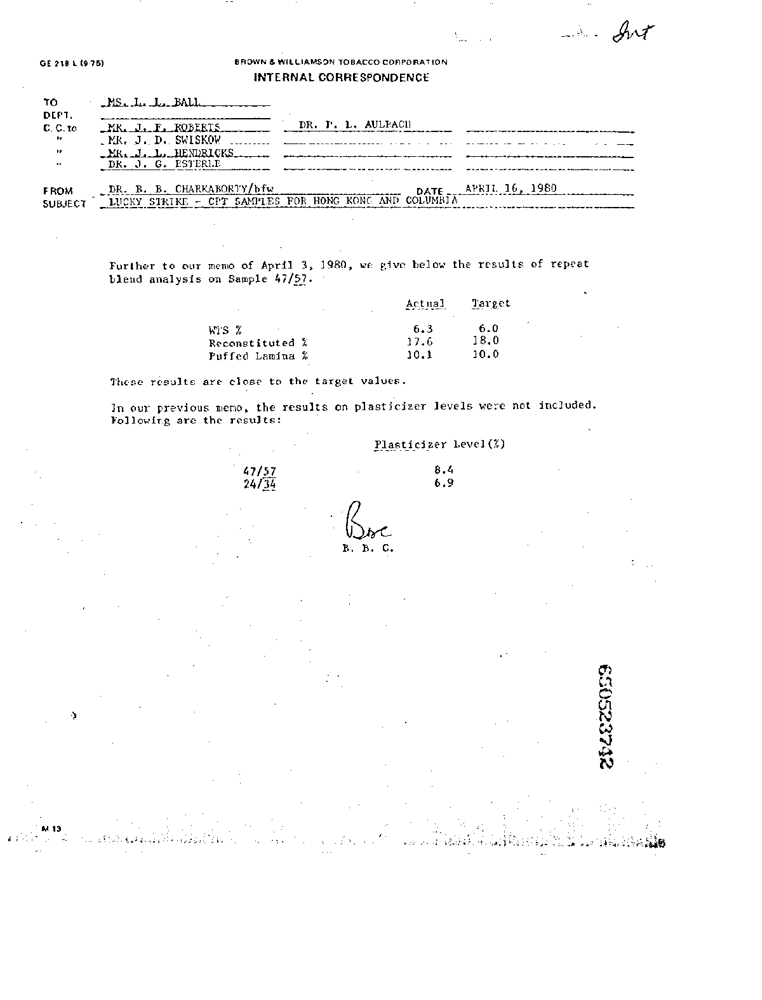 Int
GE 218 L (9-75)
BROWN & WILLIAMSON TOBACCO CORPORATION
INTERNAL CORRESPONDENCE
TO MS. L. L. BALL
DEPT.
C. C. to MR. J. F. ROBERTS DR. F. L. AULBACH
" MR. J. D. SWISKOW
" MR. J. L. HENDRICKS
" DR. J. G. ESTERLE
FROM DR. B. B. CHAKRABORTY/bfw DATE APRIL 16, 1980
SUBJECT LUCKY STRIKE - CPT SAMPLES FOR HONG KONG AND COLUMBIA
Further to our memo of April 3, 1980, we give below the results of repeat
blend analysis on Sample 47/57.
Actual Target
WTS % 6.3 6.0
Reconstituted % 17.6 18.0
Puffed Lamina % 10.1 10.0
These results are close to the target values.
In our previous memo, the results on plasticizer levels were not included.
Following are the results:
Plasticizer Level(%)
47/57 8.4
24/34 6.9
B. B. C.
650523742
M 13